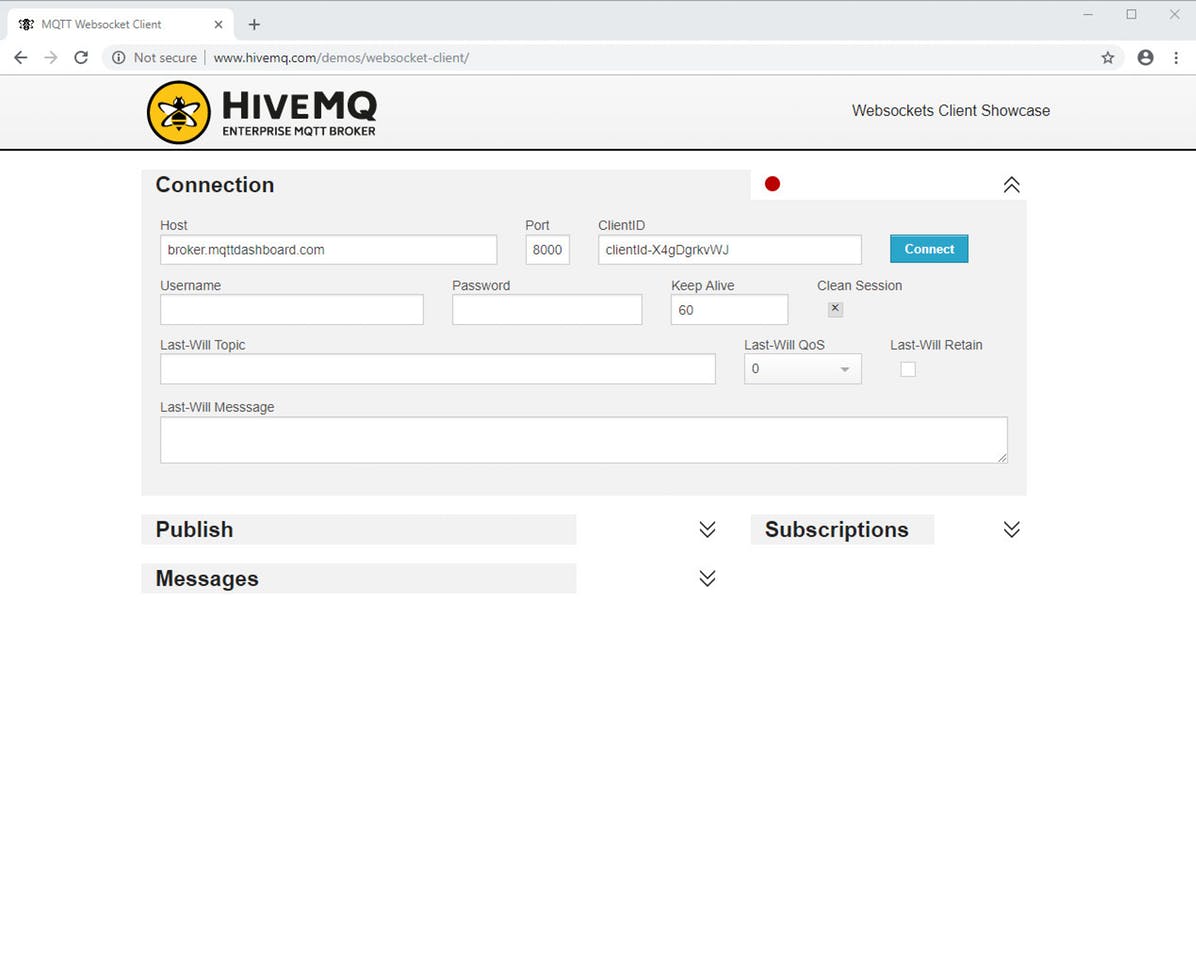 MQTT Websocket Client
Not secure www.hivemq.com/demos/websocket-client/
HIVEMQ
ENTERPRISE MQTT BROKER
Websockets Client Showcase
Connection
Host Port ClientID
broker.mqttdashboard.com 8000 clientId-X4gDgrkvWJ Connect
Username Password Keep Alive Clean Session
60
Last-Will Topic Last-Will QoS Last-Will Retain
0
Last-Will Messsage
Publish Subscriptions
Messages